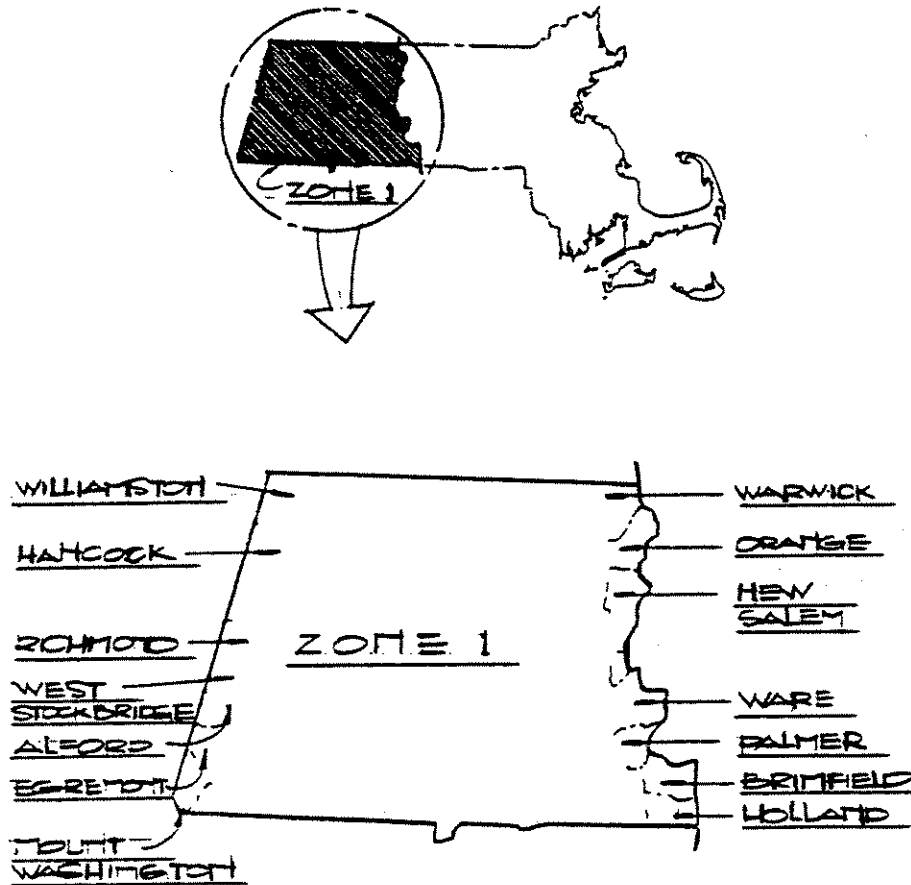 ZONE 1
WILLIAMSTON
HANCOCK
RICHMOND
WEST
STOCKBRIDGE
ALFORD
EGREMONT
MOUNT
WASHINGTON
ZONE 1
WARWICK
ORANGE
NEW
SALEM
WARE
PALMER
BRIMFIELD
HOLLAND